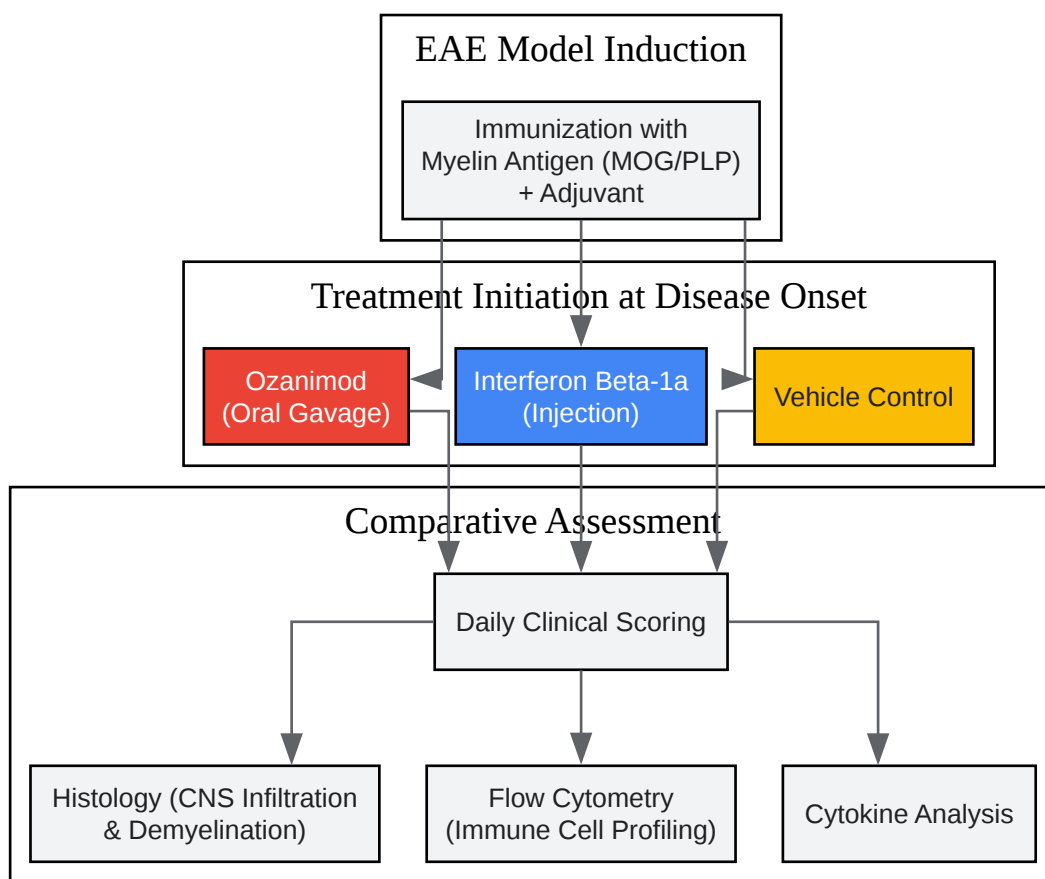 EAE Model Induction
Immunization with
Myelin Antigen (MOG/PLP)
+ Adjuvant
Treatment Initiation at Disease Onset
Ozanimod
(Oral Gavage)
Interferon Beta-1a
(Injection)
Vehicle Control
Comparative Assessment
Daily Clinical Scoring
Histology (CNS Infiltration
& Demyelination)
Flow Cytometry
(Immune Cell Profiling)
Cytokine Analysis